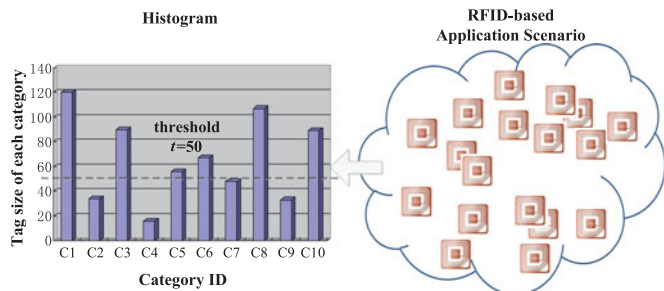 Histogram
RFID-based
Application Scenario
Tag size of each category
140
120
100
80
60
40
20
0
threshold
t=50
C1 C2 C3 C4 C5 C6 C7 C8 C9 C10
Category ID